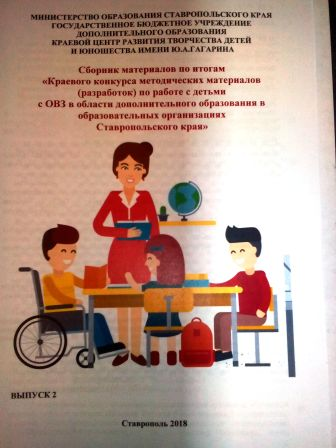 МИНИСТЕРСТВО ОБРАЗОВАНИЯ СТАВРОПОЛЬСКОГО КРАЯ
ГОСУДАРСТВЕННОЕ БЮДЖЕТНОЕ УЧРЕЖДЕНИЕ
ДОПОЛНИТЕЛЬНОГО ОБРАЗОВАНИЯ
КРАЕВОЙ ЦЕНТР РАЗВИТИЯ ТВОРЧЕСТВА ДЕТЕЙ
И ЮНОШЕСТВА ИМЕНИ Ю.А.ГАГАРИНА
Сборник материалов по итогам
«Краевого конкурса методических материалов
(разработок) по работе с детьми
с ОВЗ в области дополнительного образования в
образовательных организациях
Ставропольского края»
ВЫПУСК 2
Ставрополь 2018